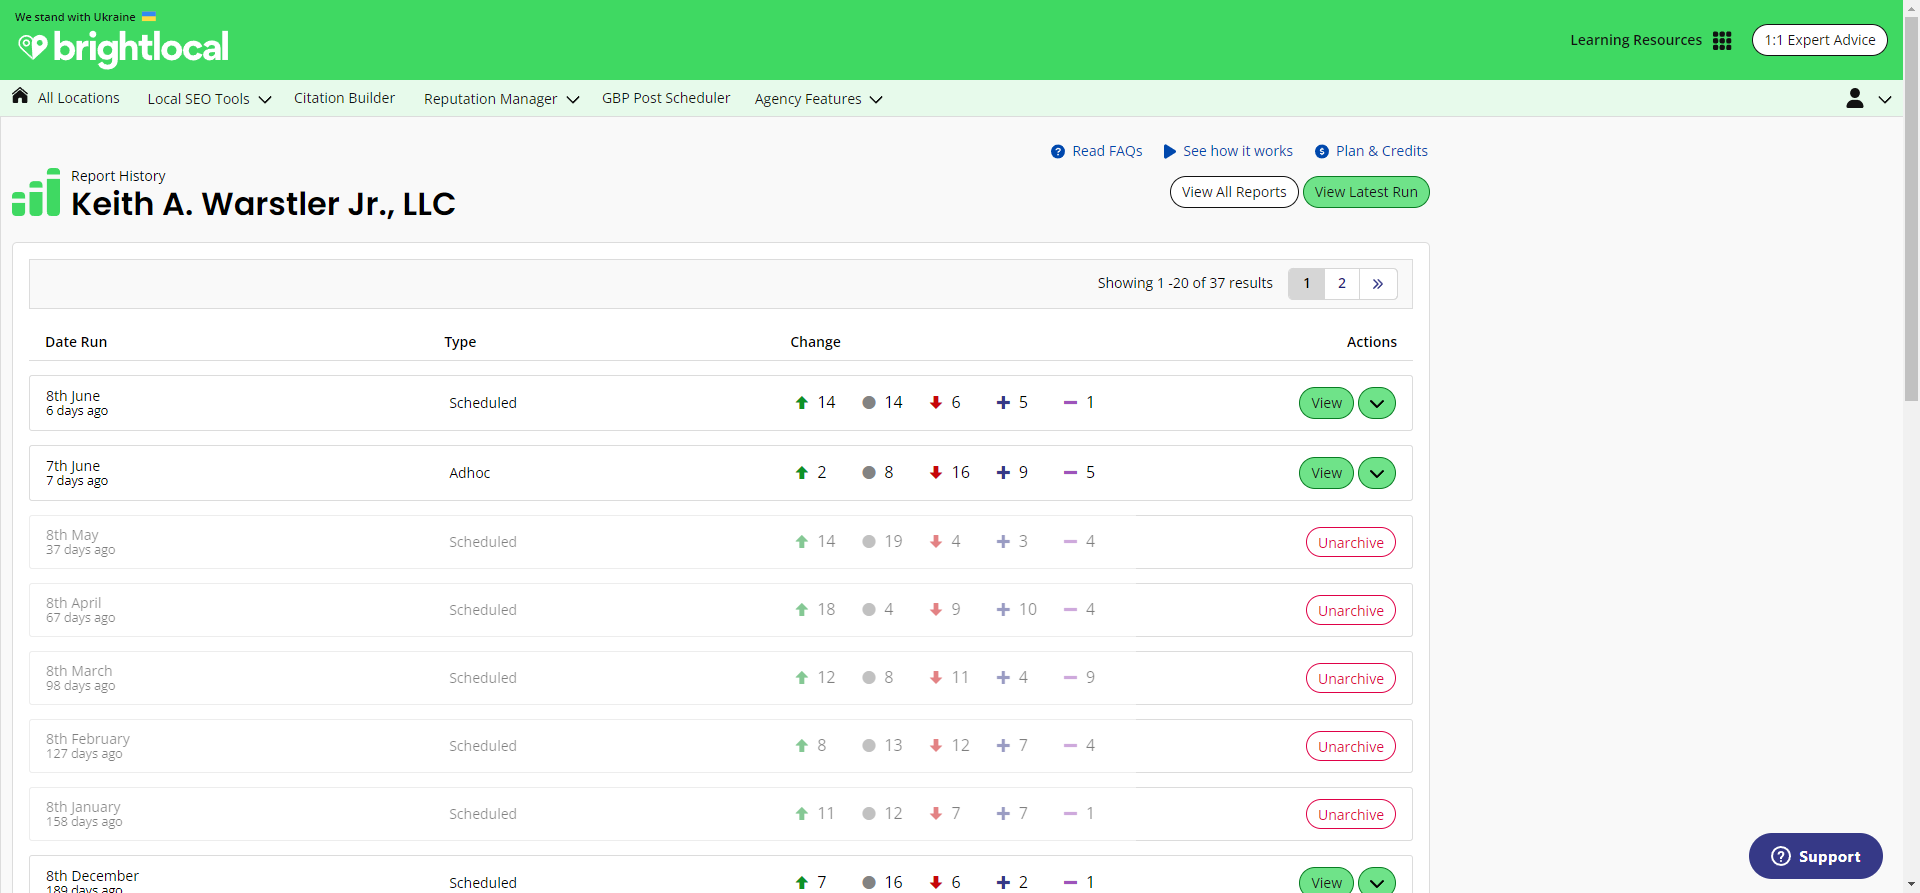 We stand with Ukraine
brightlocal
Learning Resources
1:1 Expert Advice
All Locations
Local SEO Tools
Citation Builder
Reputation Manager
GBP Post Scheduler
Agency Features
Read FAQs
See how it works
Plan & Credits
Report History
Keith A. Warstler Jr., LLC
View All Reports
View Latest Run
Showing 1 -20 of 37 results
1
2
»
Date Run Type Change Actions
8th June
6 days ago
Scheduled 14 14 6 5 1 View
7th June
7 days ago
Adhoc 2 8 16 9 5 View
8th May
37 days ago
Scheduled 14 19 4 3 4 Unarchive
8th April
67 days ago
Scheduled 18 4 9 10 4 Unarchive
8th March
98 days ago
Scheduled 12 8 11 4 9 Unarchive
8th February
127 days ago
Scheduled 8 13 12 7 4 Unarchive
8th January
158 days ago
Scheduled 11 12 7 7 1 Unarchive
8th December
189 days ago
Scheduled 7 16 6 2 1 View
Support